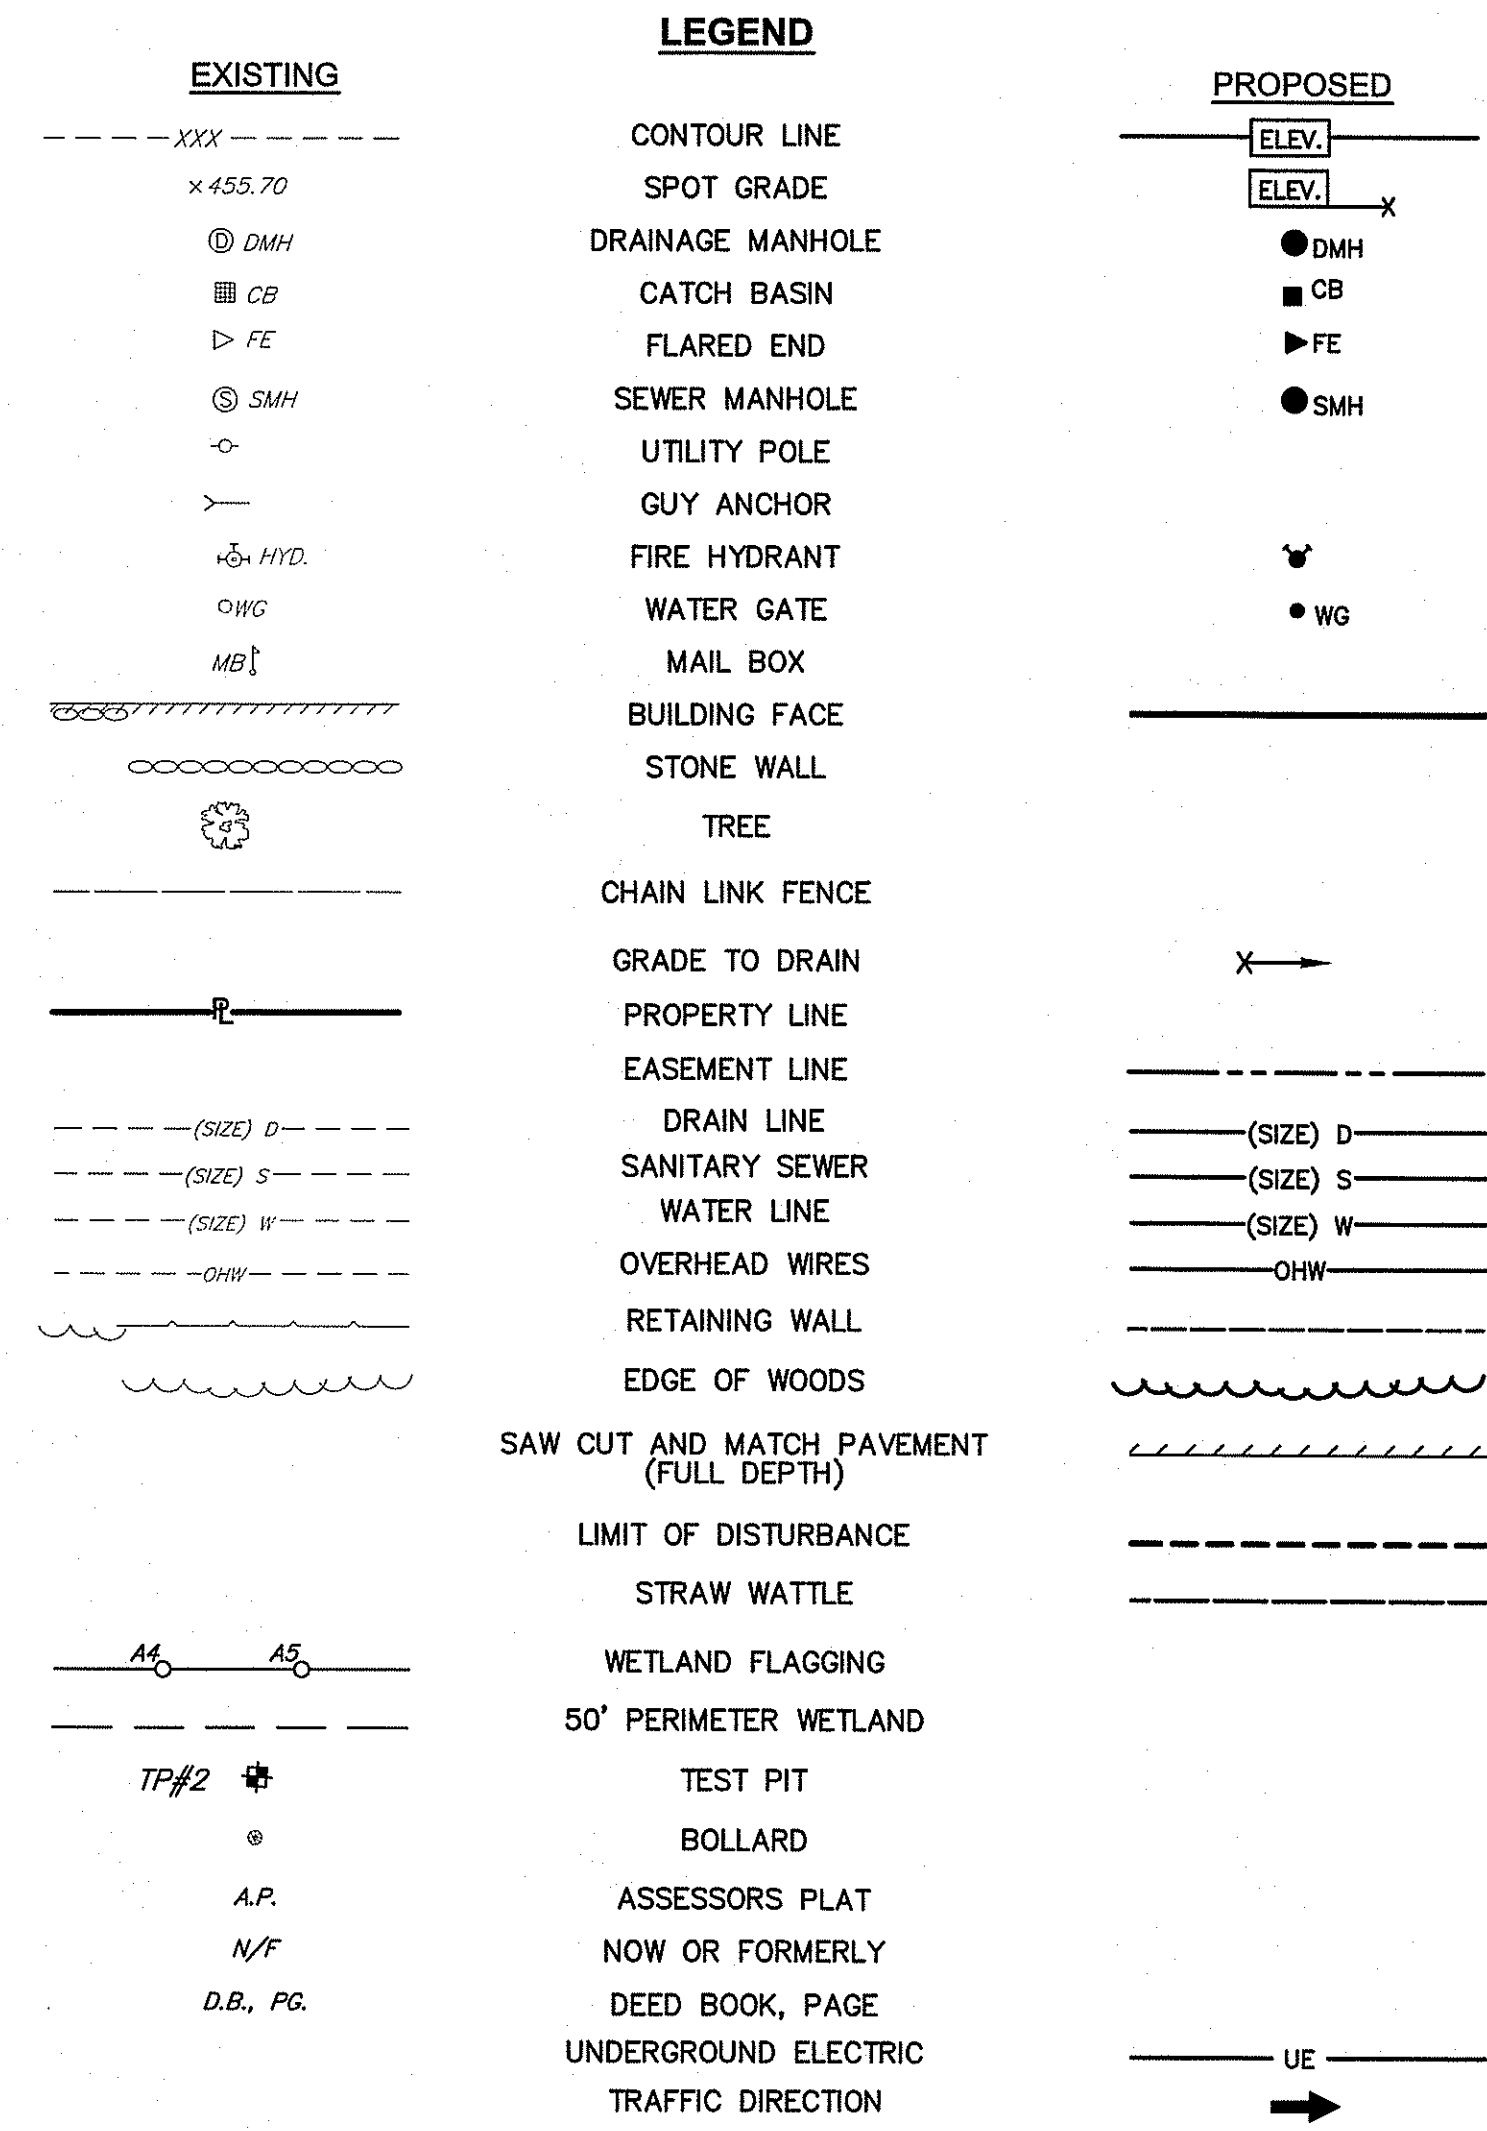 LEGEND
EXISTING
PROPOSED
XXX CONTOUR LINE ELEV.
×455.70 SPOT GRADE ELEV. X
D DMH DRAINAGE MANHOLE DMH
CB CATCH BASIN CB
FE FLARED END FE
S SMH SEWER MANHOLE SMH
UTILITY POLE
GUY ANCHOR
HYD. FIRE HYDRANT
WG WATER GATE WG
MB MAIL BOX
BUILDING FACE
STONE WALL
TREE
CHAIN LINK FENCE
GRADE TO DRAIN X
PL PROPERTY LINE
EASEMENT LINE
(SIZE) D DRAIN LINE (SIZE) D
(SIZE) S SANITARY SEWER (SIZE) S
(SIZE) W WATER LINE (SIZE) W
OHW OVERHEAD WIRES OHW
RETAINING WALL
EDGE OF WOODS
SAW CUT AND MATCH PAVEMENT
(FULL DEPTH)
LIMIT OF DISTURBANCE
STRAW WATTLE
A4 A5 WETLAND FLAGGING
50' PERIMETER WETLAND
TP#2 TEST PIT
BOLLARD
A.P. ASSESSORS PLAT
N/F NOW OR FORMERLY
D.B., PG. DEED BOOK, PAGE
UNDERGROUND ELECTRIC UE
TRAFFIC DIRECTION